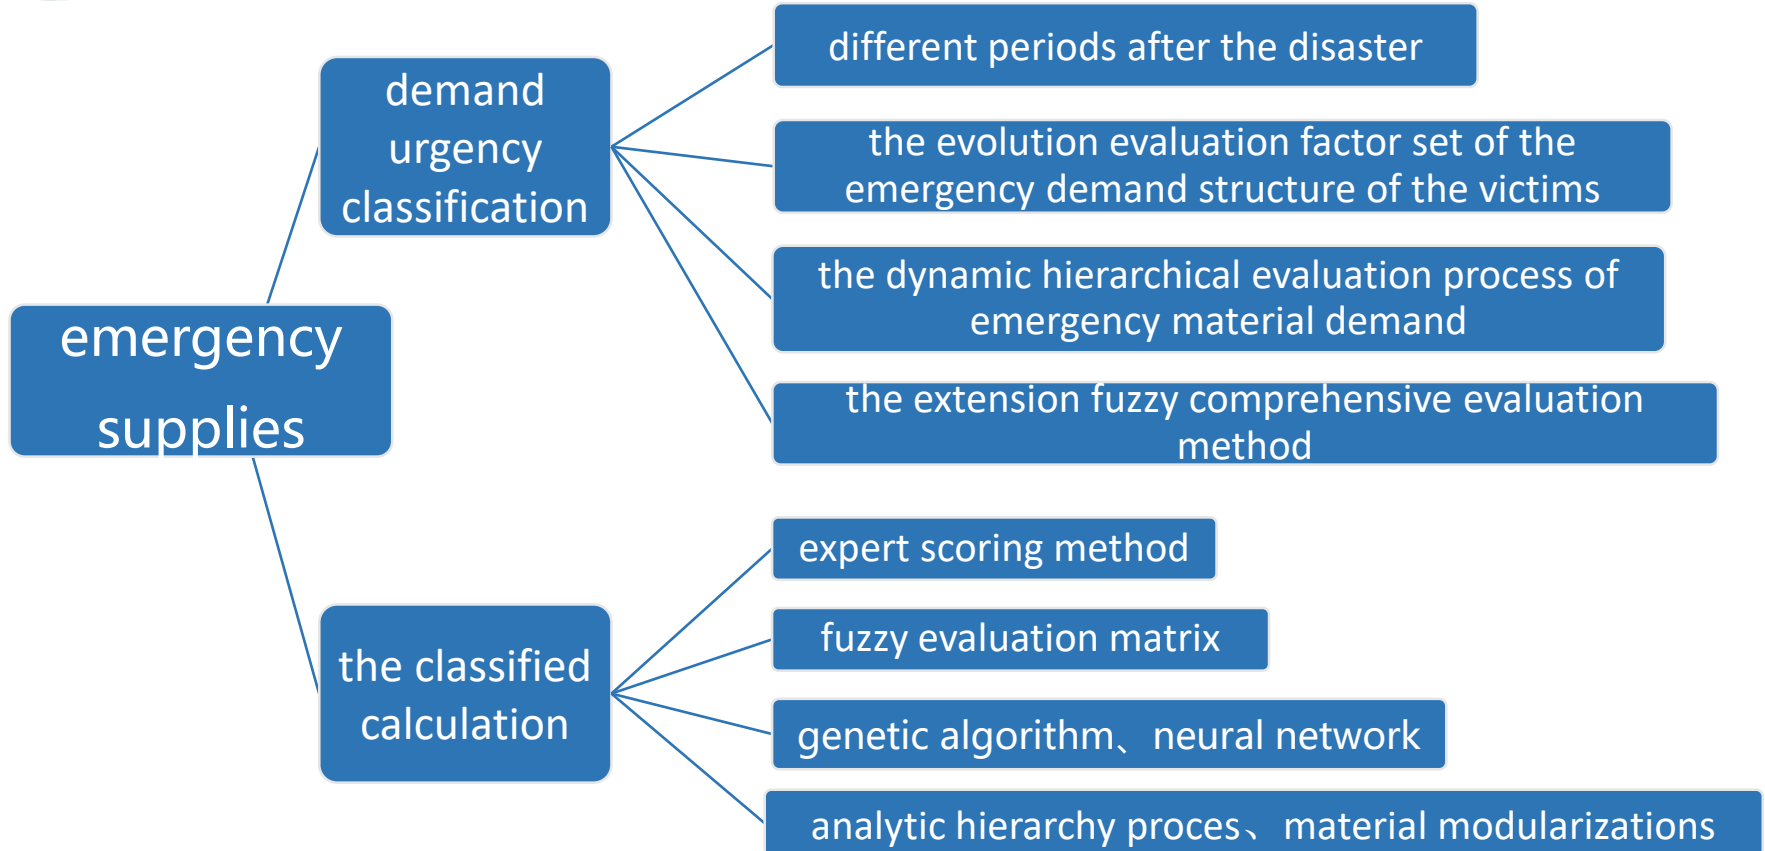 emergency
supplies
demand
urgency
classification
different periods after the disaster
the evolution evaluation factor set of the
emergency demand structure of the victims
the dynamic hierarchical evaluation process of
emergency material demand
the extension fuzzy comprehensive evaluation
method
the classified
calculation
expert scoring method
fuzzy evaluation matrix
genetic algorithm、neural network
analytic hierarchy proces、material modularizations